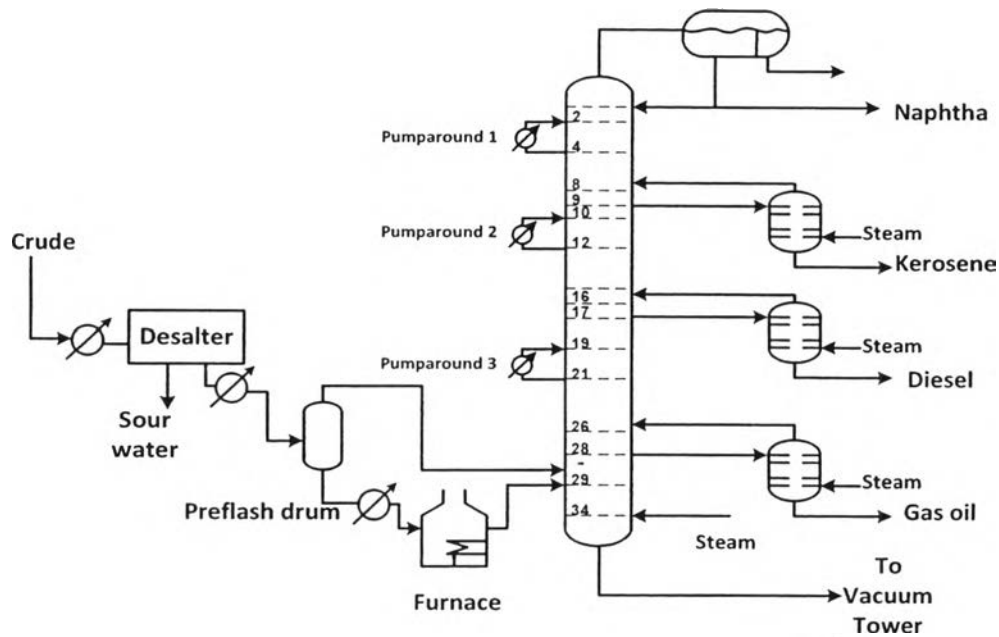 Naphtha
2
Pumparound 1
4
8
9
10
Pumparound 2
12
Steam
Kerosene
Crude
Desalter
Sour
water
16
17
19
Pumparound 3
21
Steam
Diesel
26
28
29
34
Steam
Gas oil
Preflash drum
Furnace
Steam
To
Vacuum
Tower